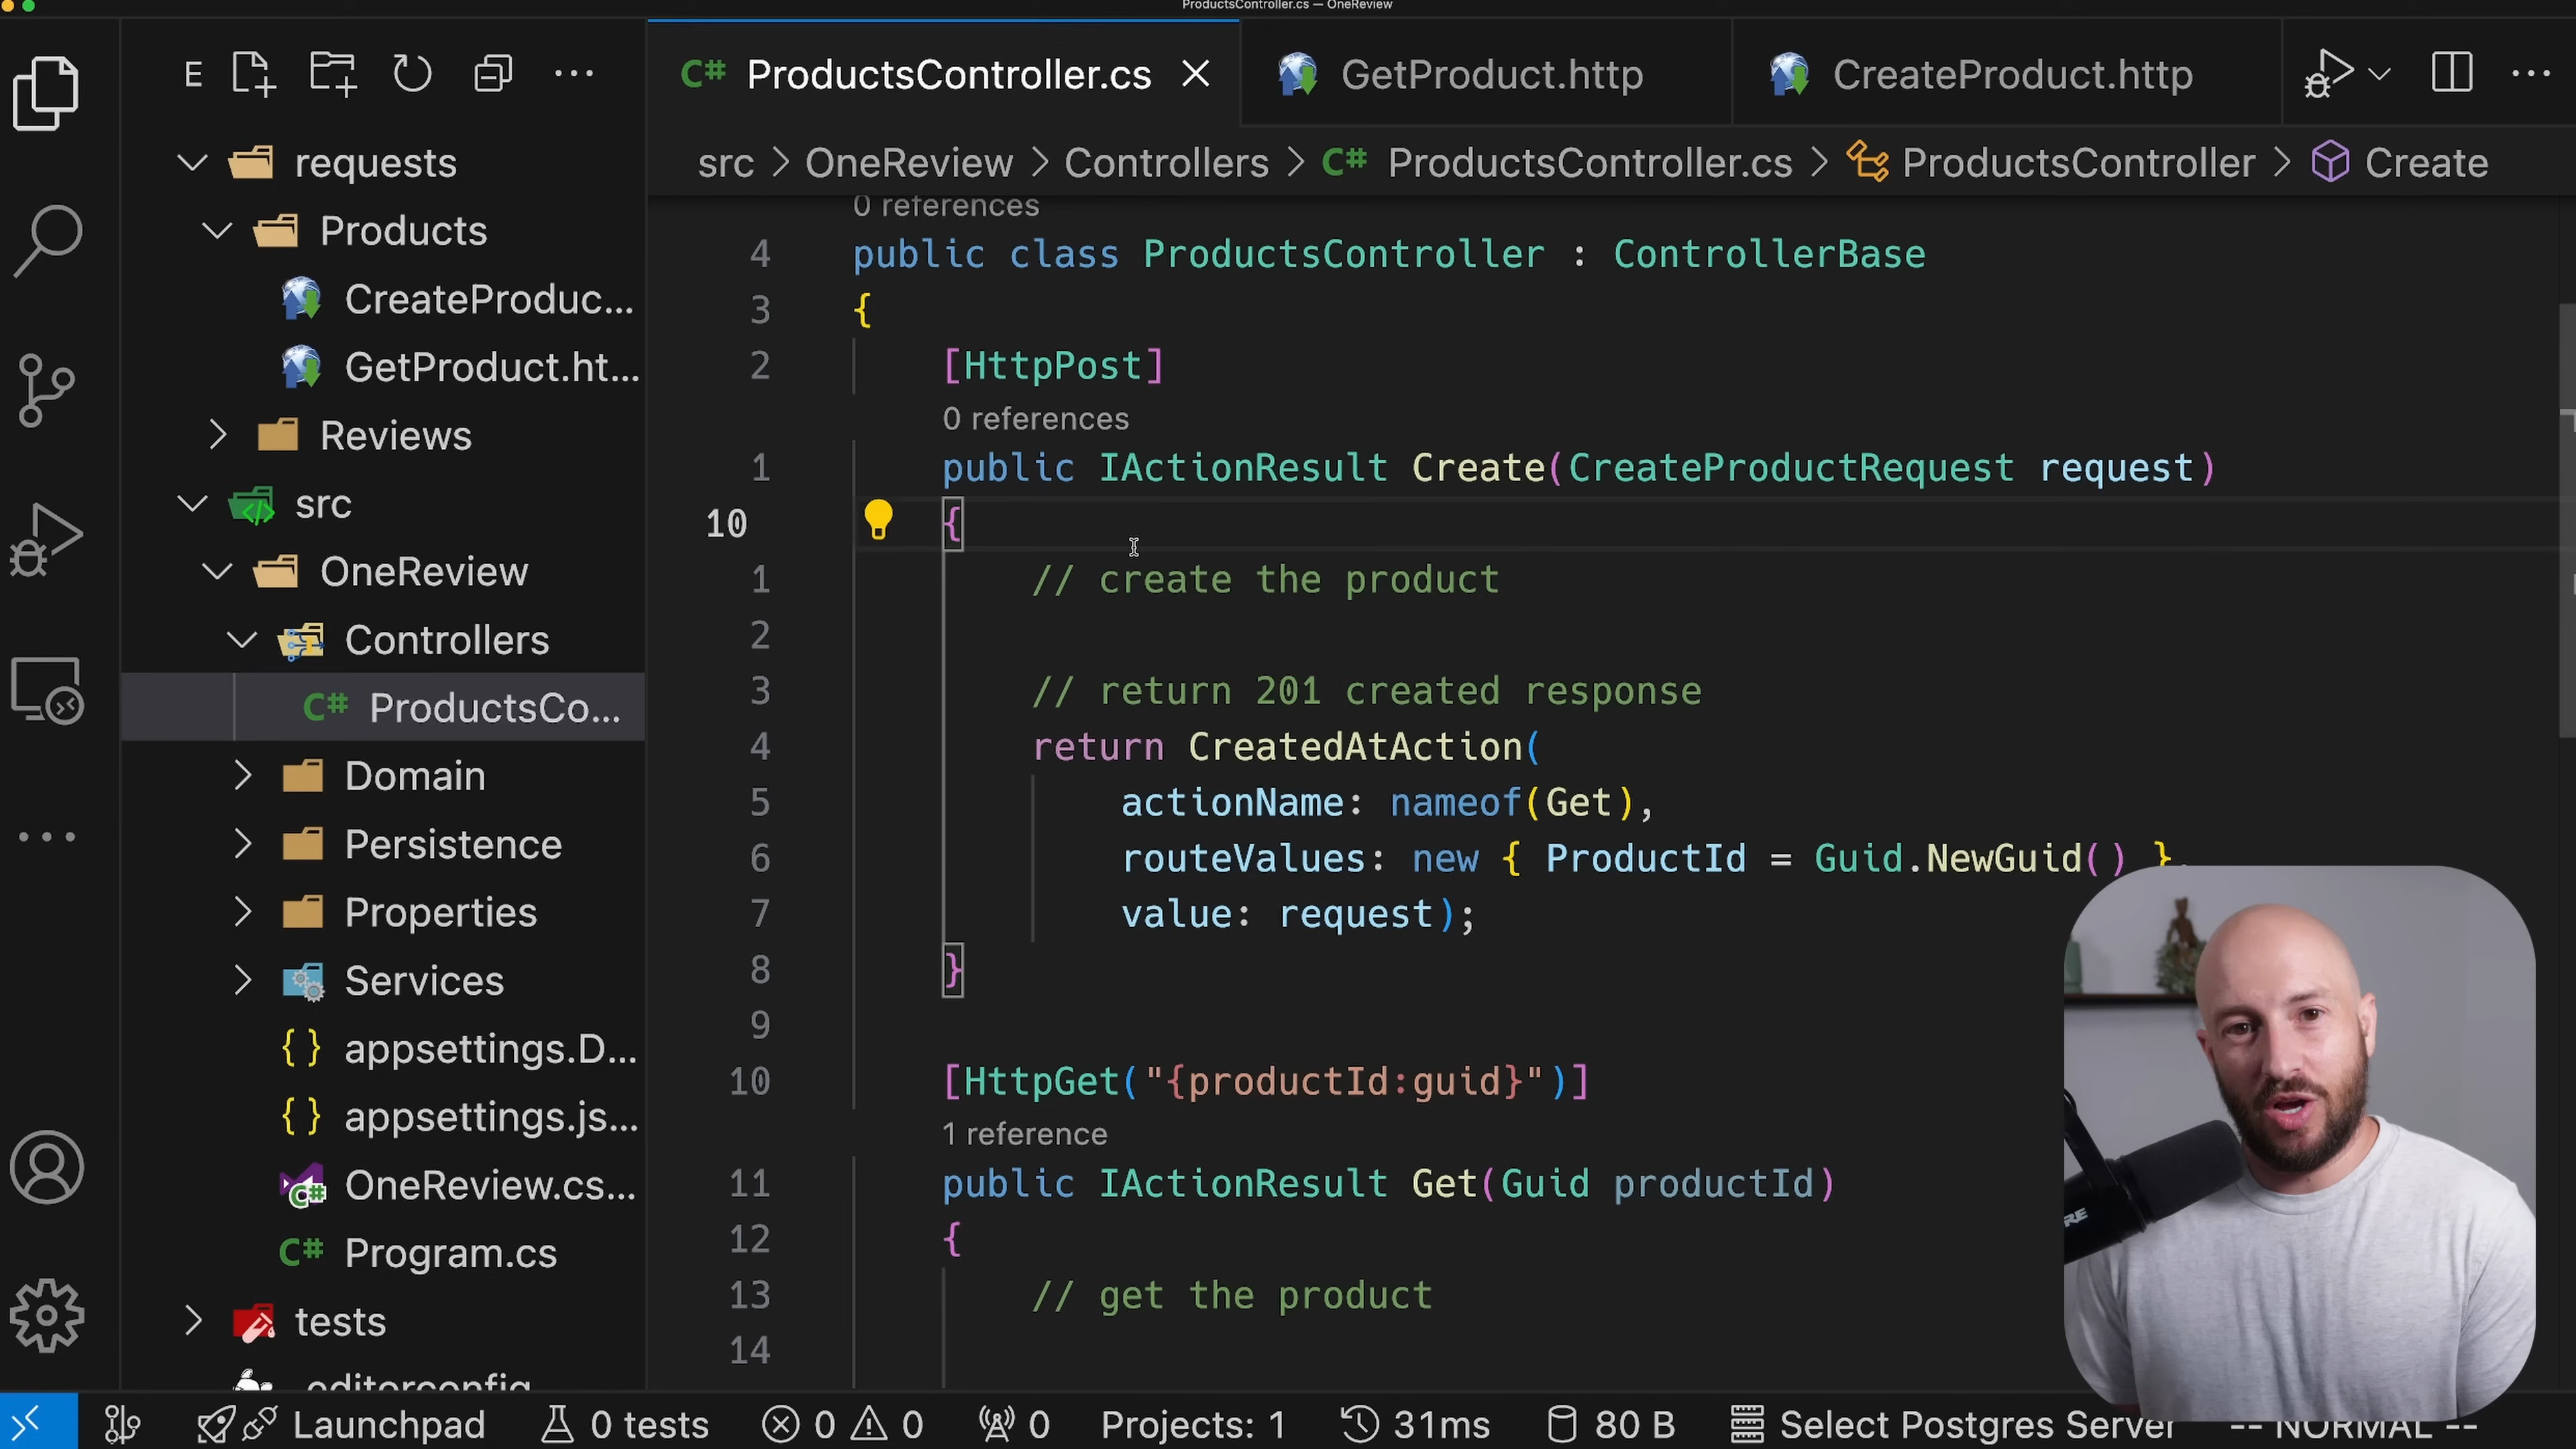 ProductsController.cs — OneReview
E
ProductsController.cs
GetProduct.http
CreateProduct.http
src > OneReview > Controllers > C# ProductsController.cs > ProductsController > Create
requests
Products
CreateProduc...
GetProduct.ht...
Reviews
src
OneReview
Controllers
C# ProductsCo...
Domain
Persistence
Properties
Services
{} appsettings.D...
{} appsettings.js...
OneReview.cs...
C# Program.cs
tests
.editorconfig
0 references
4 public class ProductsController : ControllerBase
3 {
2 [HttpPost]
0 references
1 public IActionResult Create(CreateProductRequest request)
10 {
1 // create the product
2
3 // return 201 created response
4 return CreatedAtAction(
5 actionName: nameof(Get),
6 routeValues: new { ProductId = Guid.NewGuid() },
7 value: request);
8 }
9
10 [HttpGet("{productId:guid}")]
1 reference
11 public IActionResult Get(Guid productId)
12 {
13 // get the product
14
Launchpad 0 tests 0 0 0 Projects: 1 31ms 80 B Select Postgres Server -- NORMAL --